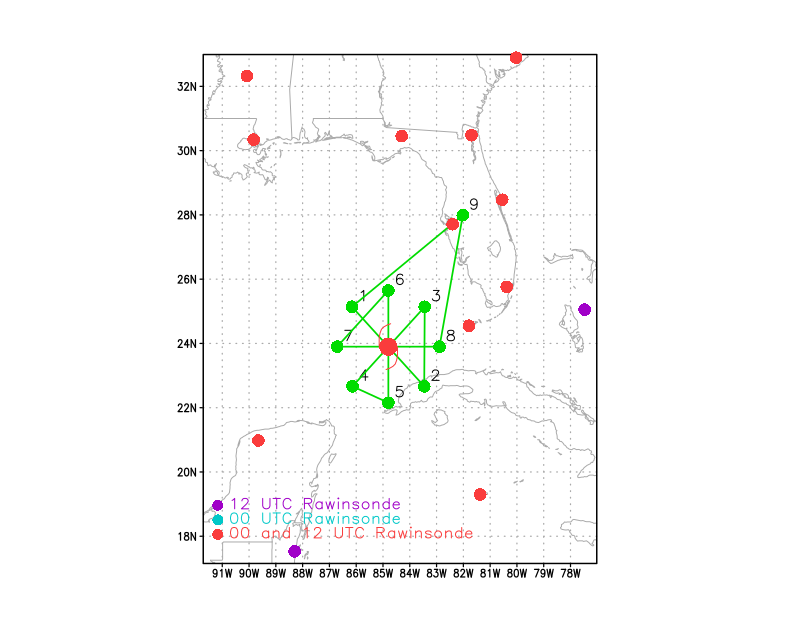 32N
30N
28N
9
26N
6
1
3
24N
7
8
4
2
5
22N
20N
12 UTC Rawinsonde
00 UTC Rawinsonde
00 and 12 UTC Rawinsonde
18N
91W 90W 89W 88W 87W 86W 85W 84W 83W 82W 81W 80W 79W 78W